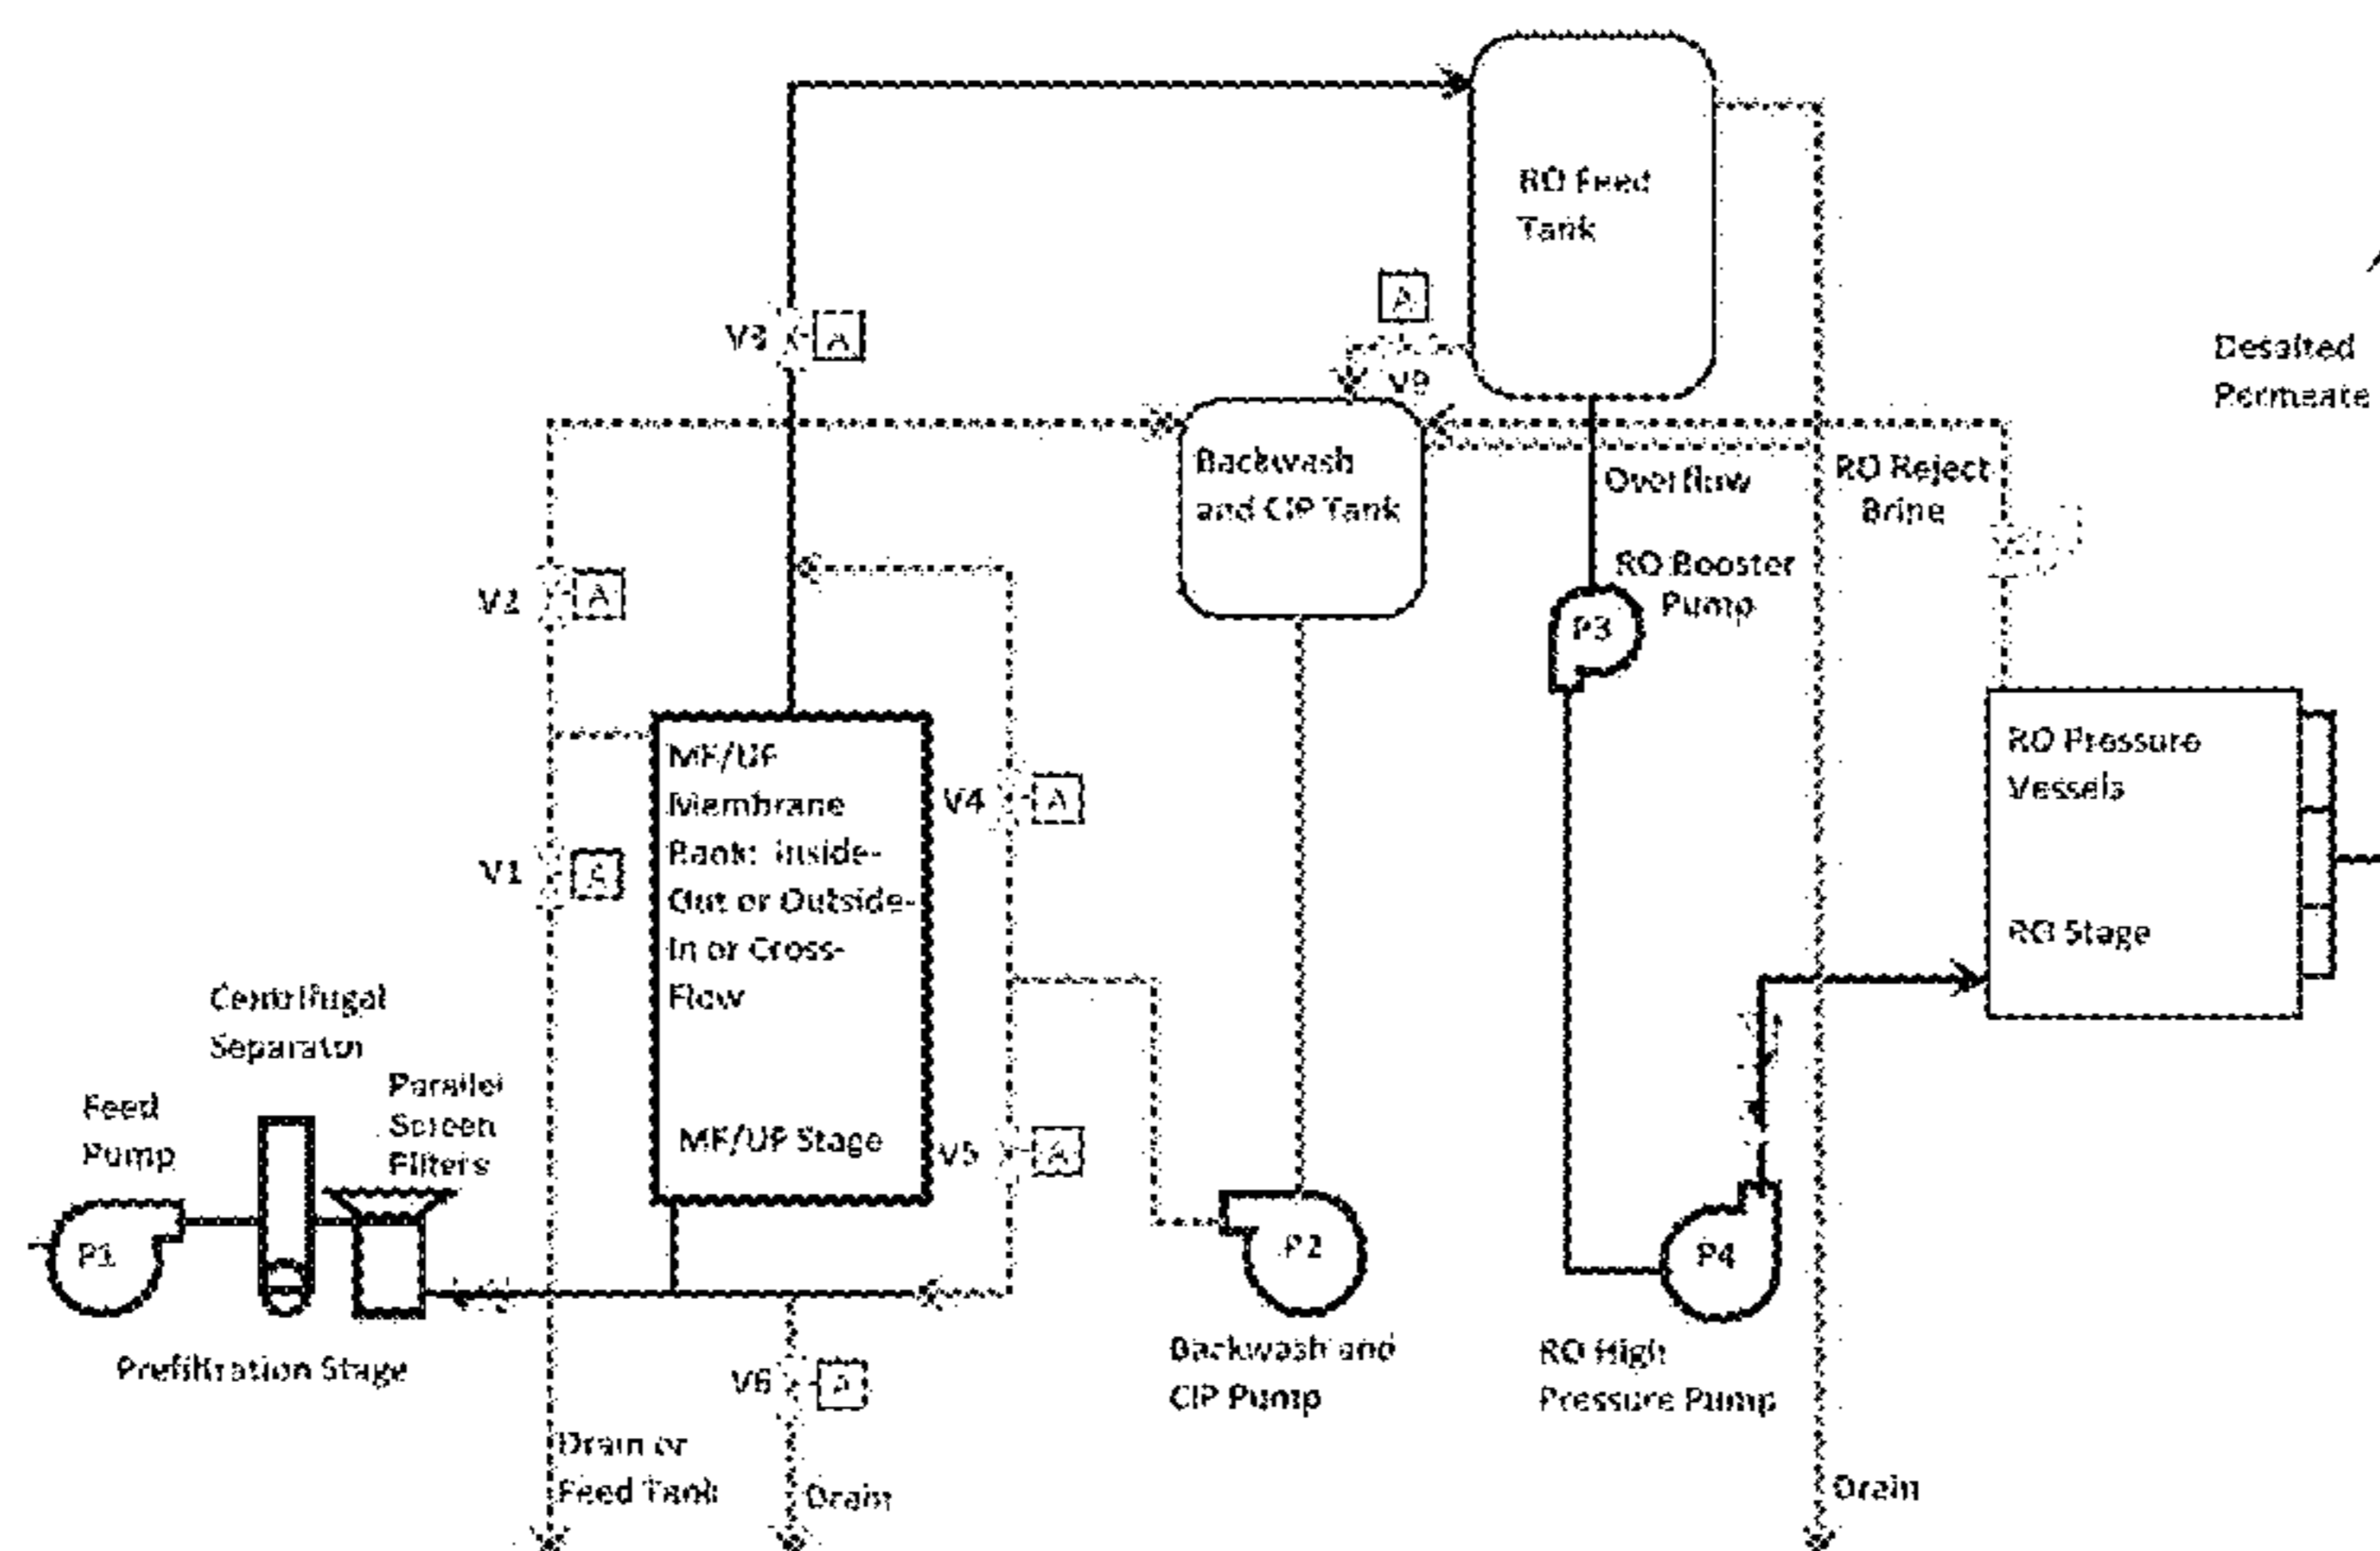 RO Feed
Tank
A
V9
V3
A
Desalted
Permeate
Backwash
and CIP Tank
Overflow
RO Reject
Brine
RO Booster
Pump
P3
V2
A
MF/UF
Membrane
Bank: Inside-
Out or Outside-
In or Cross-
Flow
MF/UF Stage
V4
A
V1
A
V5
A
RO Pressure
Vessels
RO Stage
Centrifugal
Separator
Parallel
Screen
Filters
Feed
Pump
P1
Prefiltration Stage
P2
Backwash and
CIP Pump
P4
RO High
Pressure Pump
V6
A
Drain or
Feed Tank
Drain
Drain